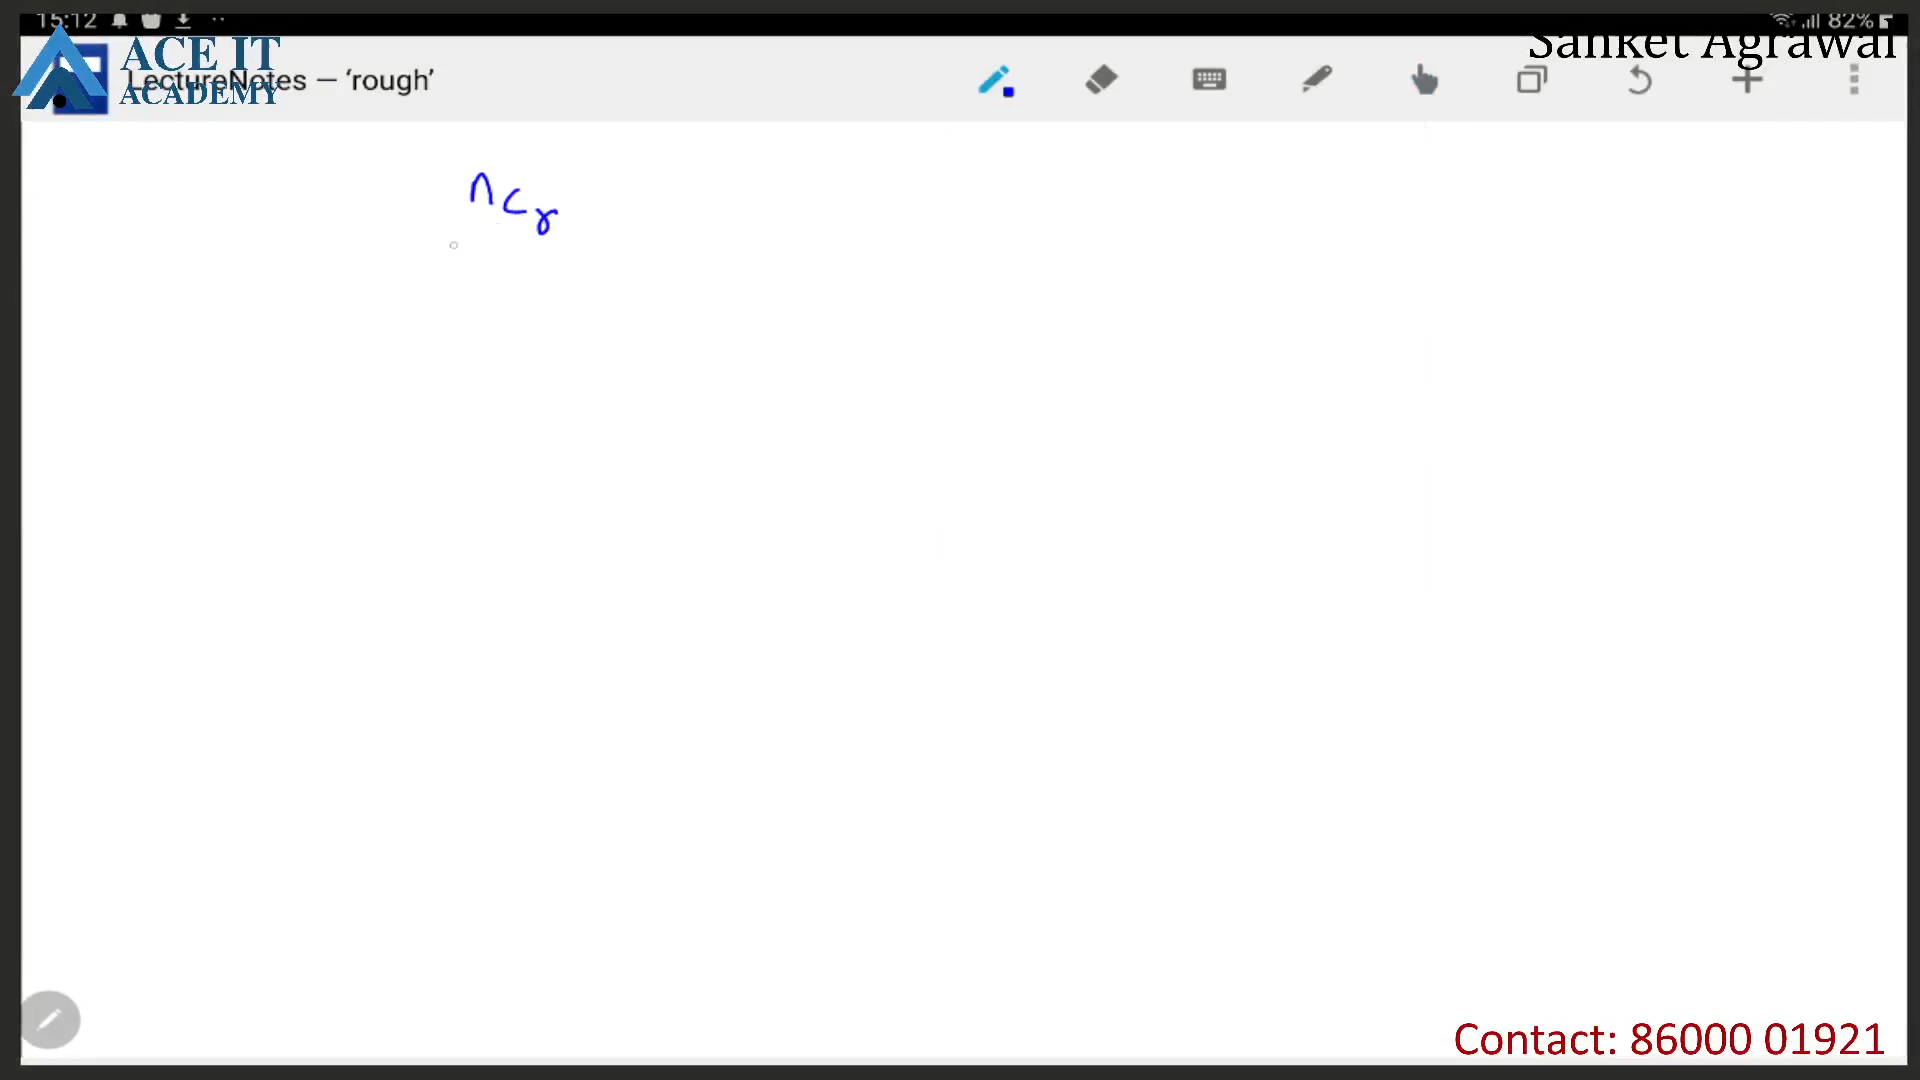 15:12 82%
Sanket Agrawal
ACE IT
ACADEMY
LectureNotes — ‘rough’
nCr
Contact: 86000 01921